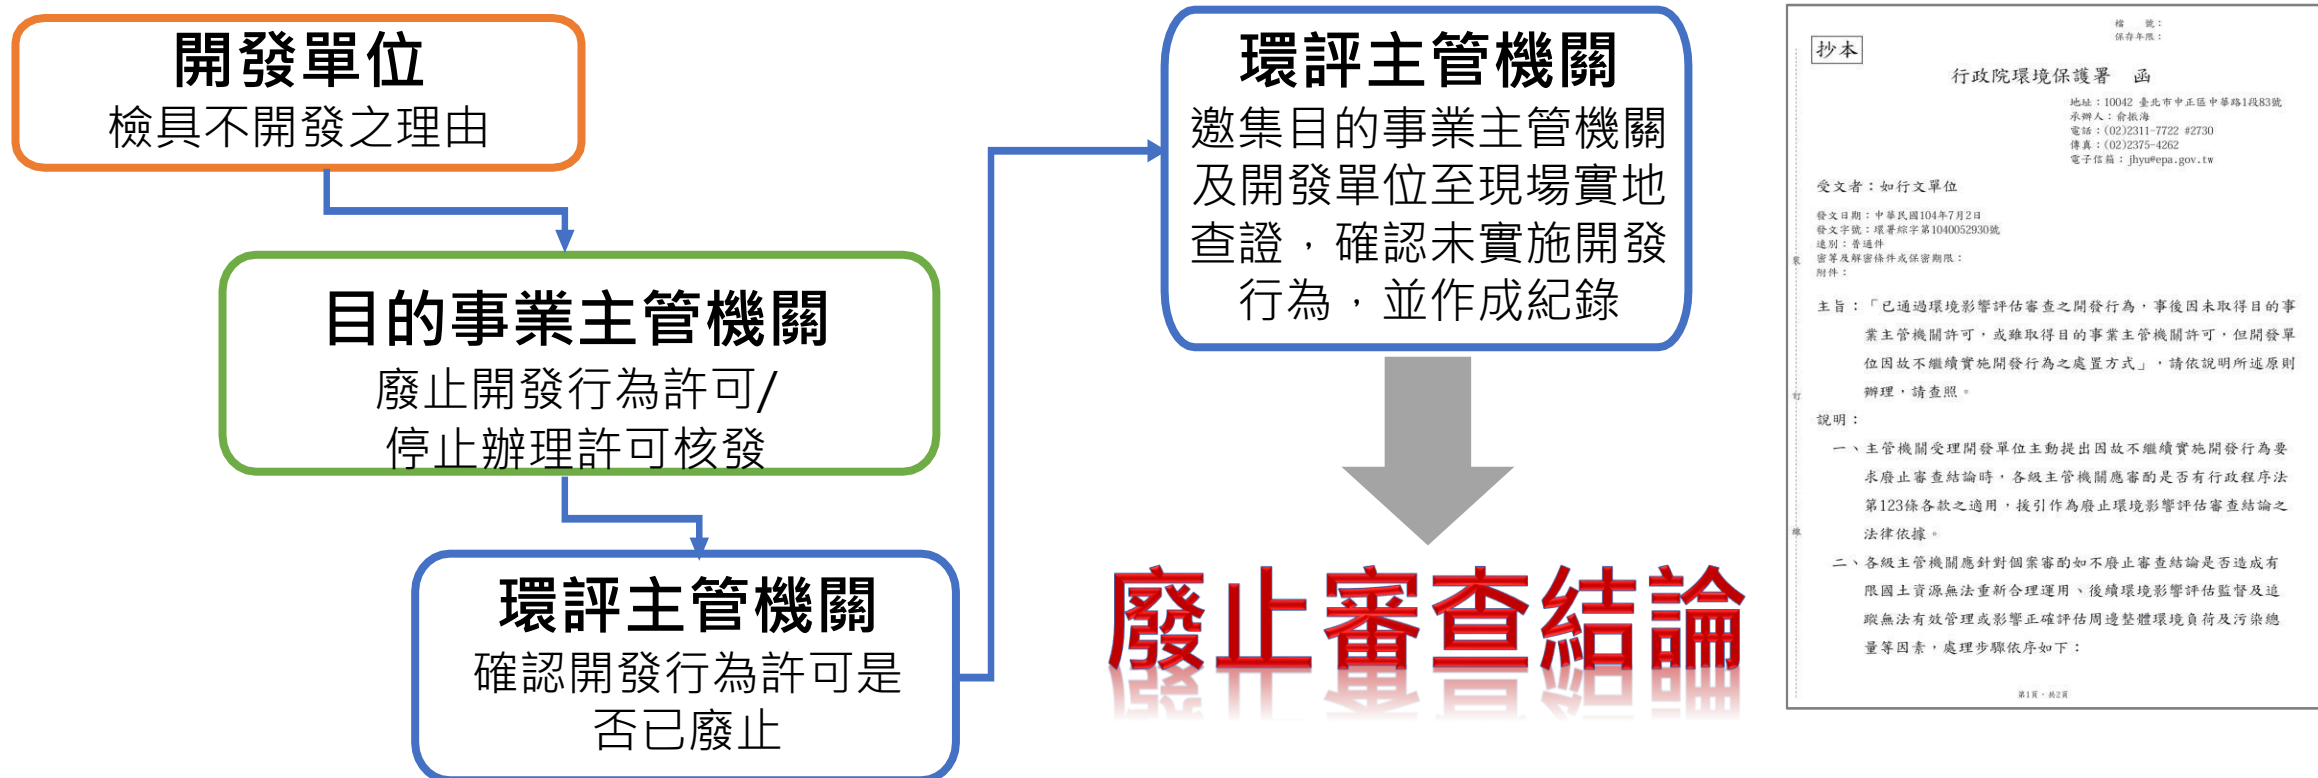 開發單位
檢具不開發之理由
目的事業主管機關
廢止開發行為許可/
停止辦理許可核發
環評主管機關
確認開發行為許可是
否已廢止
環評主管機關
邀集目的事業主管機關
及開發單位至現場實地
查證，確認未實施開發
行為，並作成紀錄
廢止審查結論
檔　號：
保存年限：
抄本
行政院環境保護署　函
地址：10042 臺北市中正區中華路1段83號
承辦人：俞振海
電話：(02)2311-7722 #2730
傳真：(02)2375-4262
電子信箱：jhyu@epa.gov.tw
受文者：如行文單位
發文日期：中華民國104年7月2日
發文字號：環署綜字第1040052930號
速別：普通件
密等及解密條件或保密期限：
附件：
主旨：「已通過環境影響評估審查之開發行為，事後因未取得目的事
業主管機關許可，或雖取得目的事業主管機關許可，但開發單
位因故不繼續實施開發行為之處置方式」，請依說明所述原則
辦理，請查照。
說明：
一、主管機關受理開發單位主動提出因故不繼續實施開發行為要
求廢止審查結論時，各級主管機關應審酌是否有行政程序法
第123條各款之適用，援引作為廢止環境影響評估審查結論之
法律依據。
二、各級主管機關應針對個案審酌如不廢止審查結論是否造成有
限國土資源無法重新合理運用、後續環境影響評估監督及追
蹤無法有效管理或影響正確評估周邊整體環境負荷及污染總
量等因素，處理步驟依序如下：
裝
訂
線
第1頁，共2頁